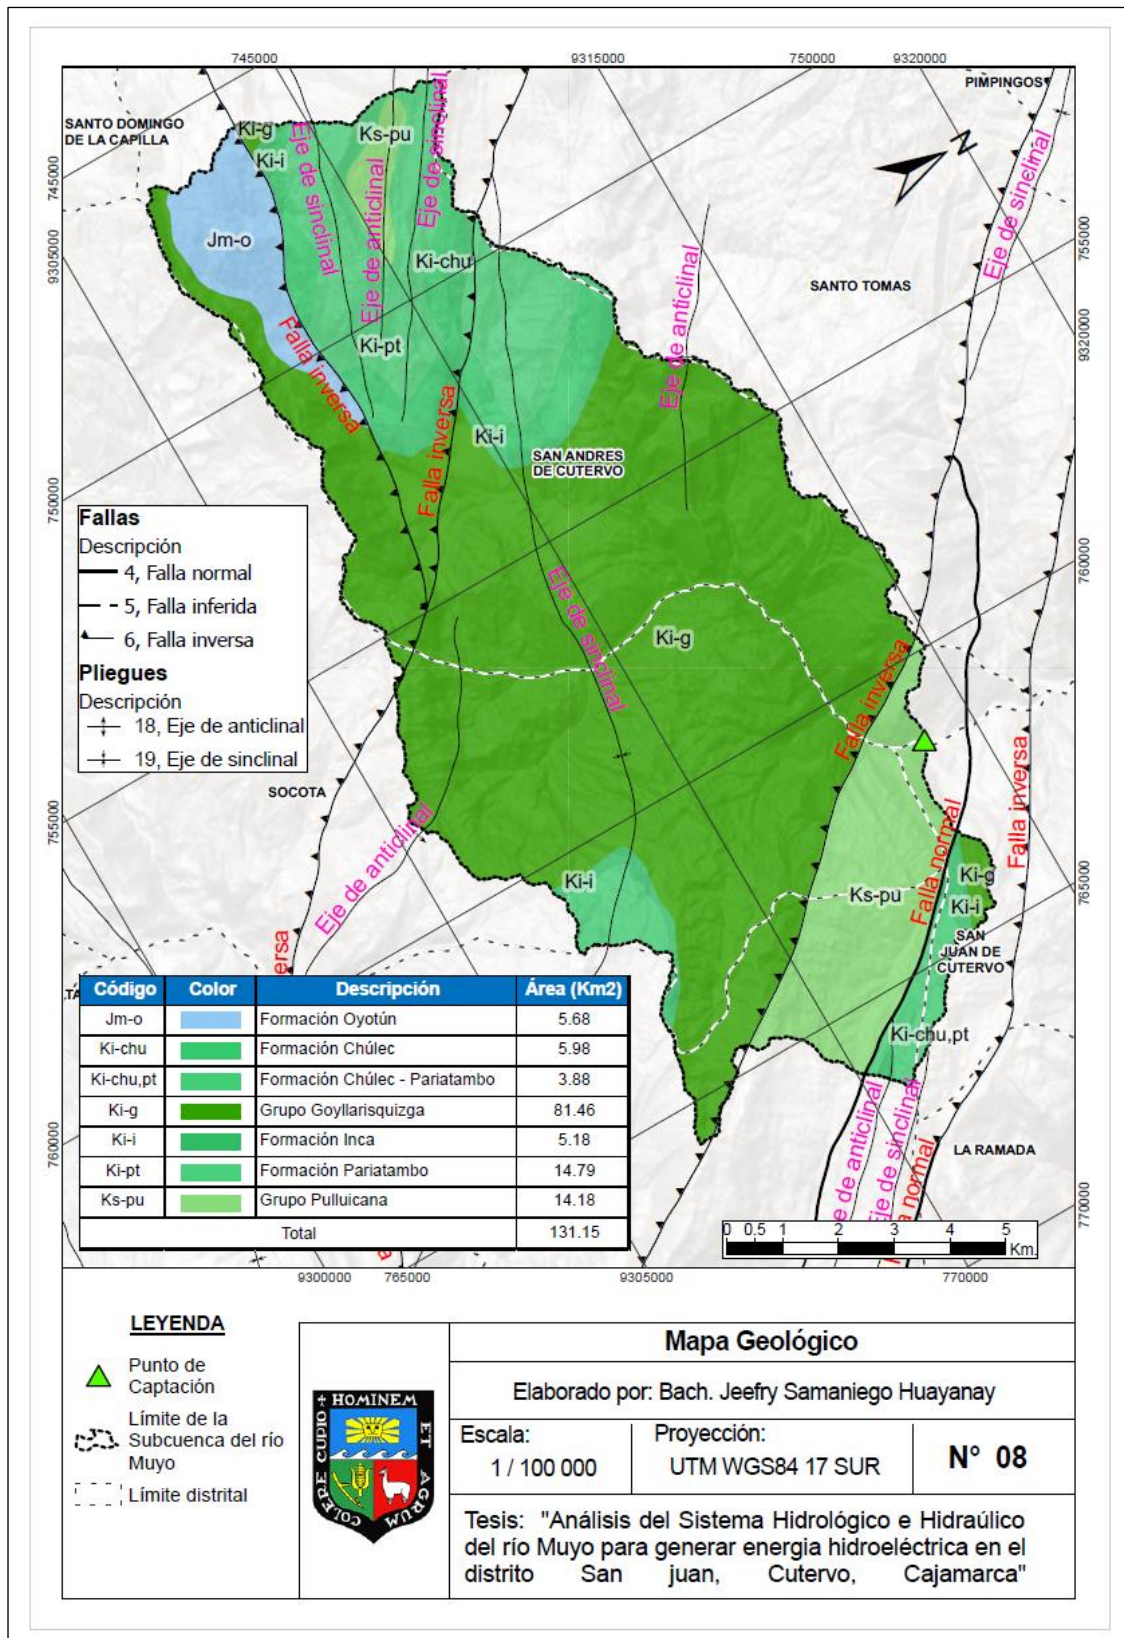 745000
9315000
750000
9320000
PIMPINGOS
SANTO DOMINGO
DE LA CAPILLA
Ki-g
Ki-i
Ks-pu
Eje de sinclinal
Eje de anticlinal
Eje de sinclinal
N
745000
9305000
Jm-o
Ki-chu
Ki-pt
Eje de anticlinal
SANTO TOMAS
Eje de sinclinal
755000
9320000
Falla inversa
Falla inversa
Ki-i
SAN ANDRES
DE CUTERVO
750000
760000
Fallas
Descripción
4, Falla normal
5, Falla inferida
6, Falla inversa
Pliegues
Descripción
18, Eje de anticlinal
19, Eje de sinclinal
Eje de sinclinal
Ki-g
Falla inversa
Falla inversa
SOCOTA
755000
Eje de anticlinal
Ki-i
Ks-pu
Falla normal
Ki-g
Ki-i
765000
SAN
JUAN DE
CUTERVO
ersa
.TA
Ki-chu,pt
Código Color Descripción Área (Km2)
Jm-o Formación Oyotún 5.68
Ki-chu Formación Chúlec 5.98
Ki-chu,pt Formación Chúlec - Pariatambo 3.88
Ki-g Grupo Goyllarisquizga 81.46
Ki-i Formación Inca 5.18
Ki-pt Formación Pariatambo 14.79
Ks-pu Grupo Pulluicana 14.18
Total 131.15
760000
e de anticlinal
Eje de sinclinal
a normal
LA RAMADA
770000
a
0 0.5 1 2 3 4 5
Km.
9300000
765000
9305000
770000
LEYENDA
Punto de
Captación
Límite de la
Subcuenca del río
Muyo
Límite distrital
COLERE CUPIO + HOMINEM ET AGRUM
Mapa Geológico
Elaborado por: Bach. Jeefry Samaniego Huayanay
Escala:
1 / 100 000
Proyección:
UTM WGS84 17 SUR
N° 08
Tesis: "Análisis del Sistema Hidrológico e Hidraúlico
del río Muyo para generar energia hidroeléctrica en el
distrito San juan, Cutervo, Cajamarca"